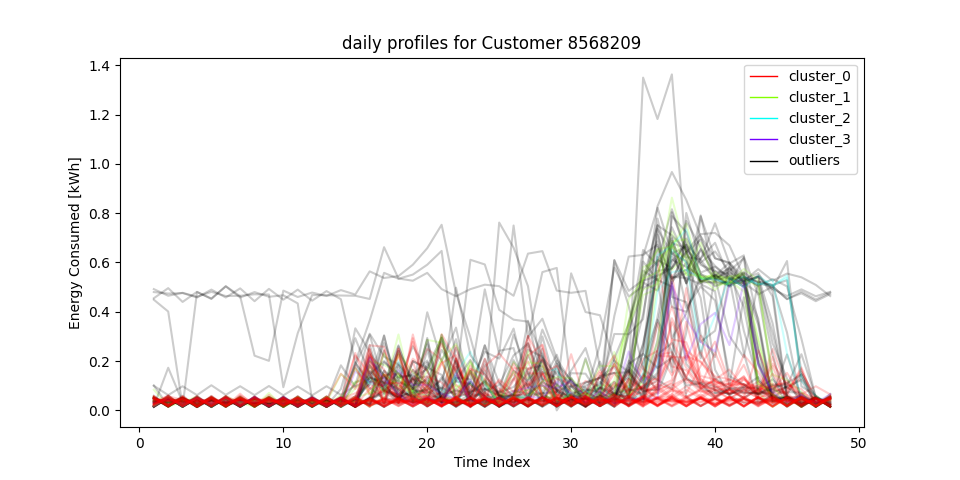 daily profiles for Customer 8568209
Energy Consumed [kWh]
1.4
1.2
1.0
0.8
0.6
0.4
0.2
0.0
cluster_0
cluster_1
cluster_2
cluster_3
outliers
0 10 20 30 40 50
Time Index